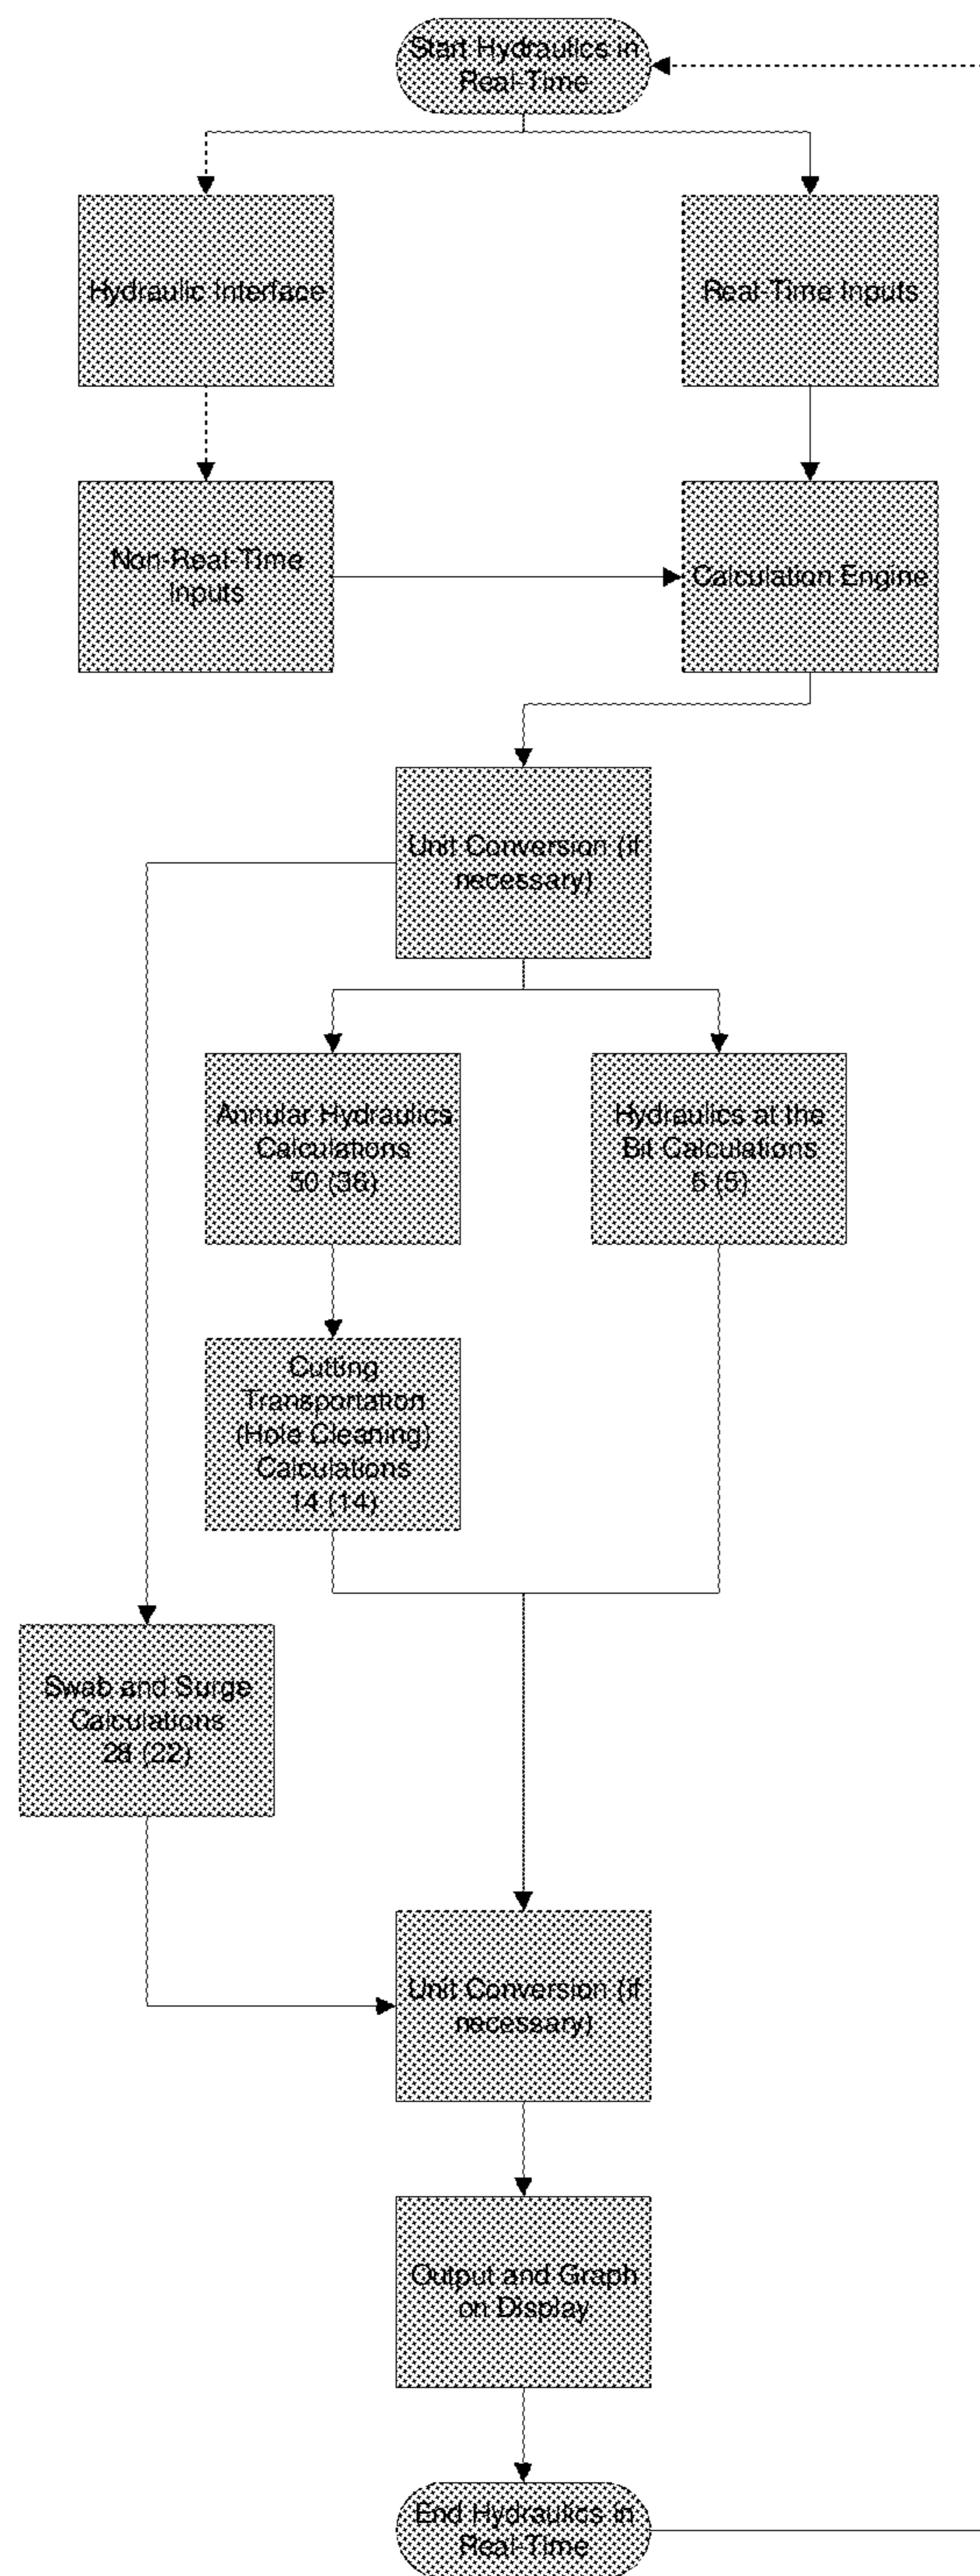 Start Hydraulics in
Real-Time
Hydraulic Interface
Real-Time Inputs
Non-Real-Time
Inputs
Calculation Engine
Unit Conversion (if
necessary)
Annular Hydraulics
Calculations
50 (36)
Hydraulics at the
Bit Calculations
6 (5)
Cutting
Transportation
(Hole Cleaning)
Calculations
14 (14)
Swab and Surge
Calculations
28 (22)
Unit Conversion (if
necessary)
Output and Graph
on Display
End Hydraulics in
Real-Time